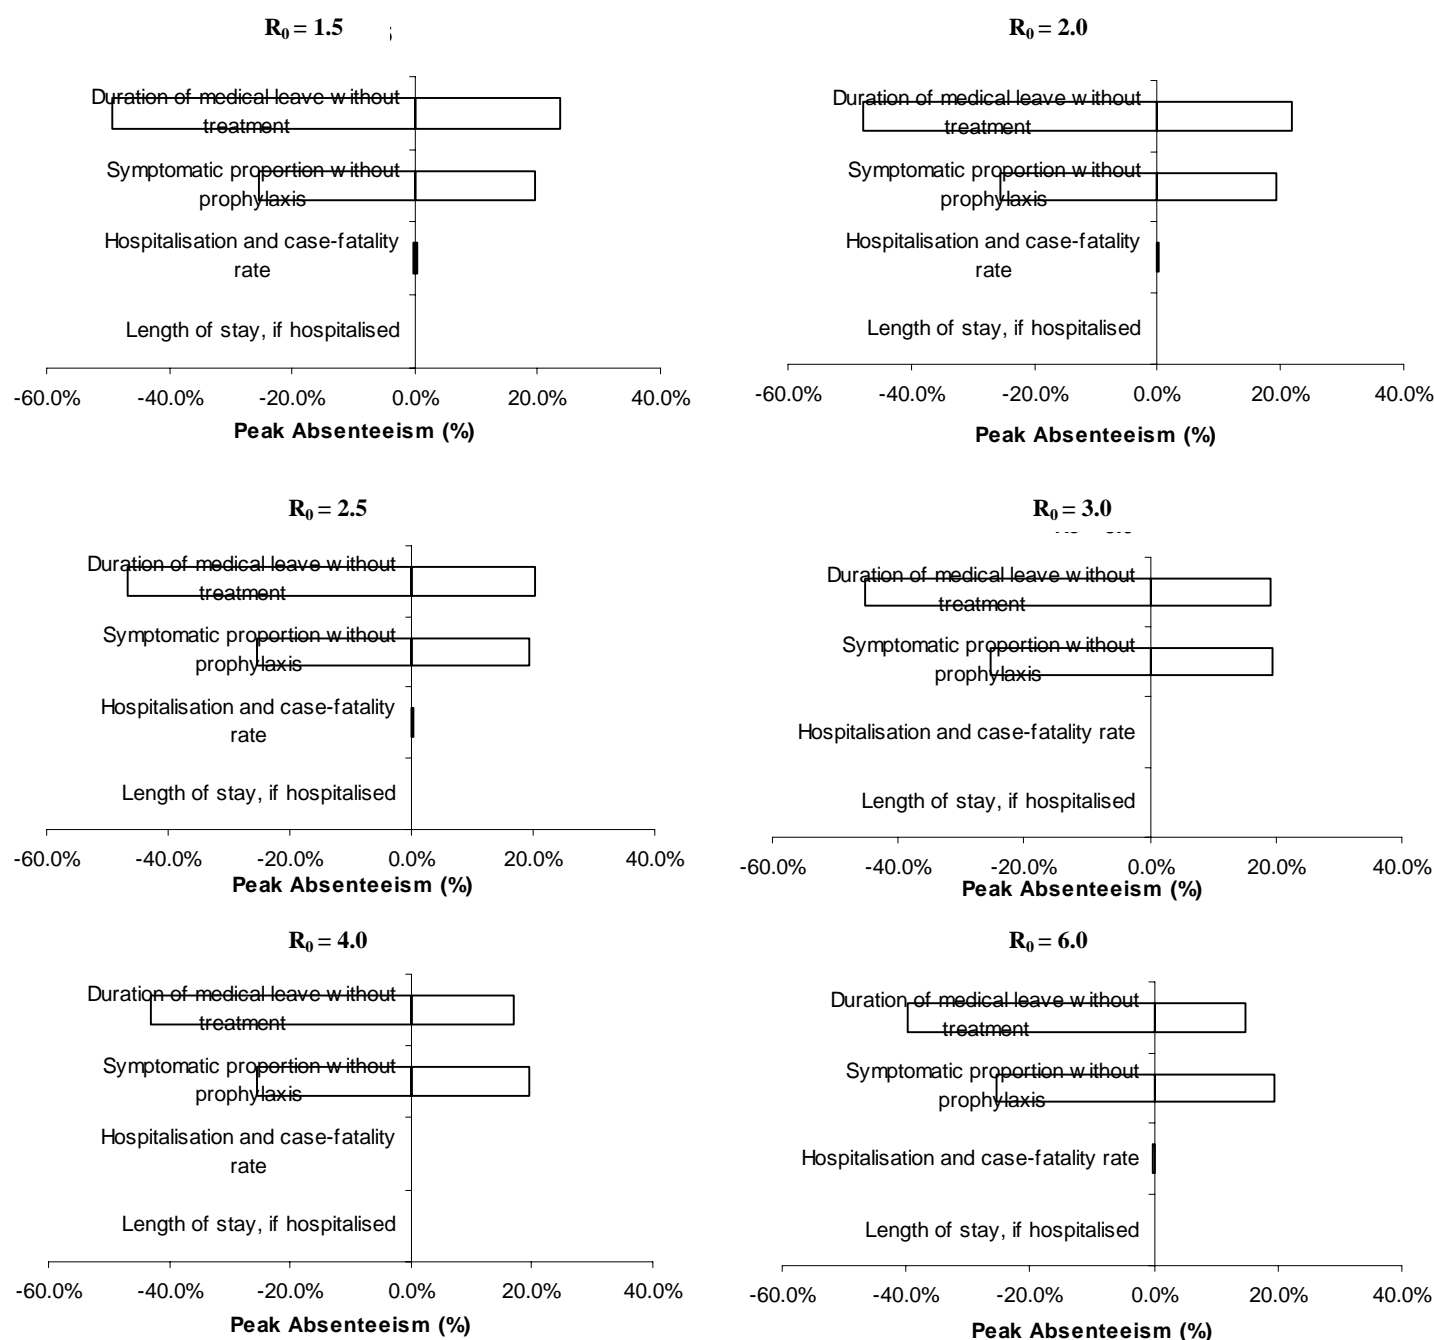 R0 = 1.5
Duration of medical leave without
treatment
Symptomatic proportion without
prophylaxis
Hospitalisation and case-fatality
rate
Length of stay, if hospitalised
-60.0% -40.0% -20.0% 0.0% 20.0% 40.0%
Peak Absenteeism (%)
R0 = 2.0
Duration of medical leave without
treatment
Symptomatic proportion without
prophylaxis
Hospitalisation and case-fatality
rate
Length of stay, if hospitalised
-60.0% -40.0% -20.0% 0.0% 20.0% 40.0%
Peak Absenteeism (%)
R0 = 2.5
Duration of medical leave without
treatment
Symptomatic proportion without
prophylaxis
Hospitalisation and case-fatality
rate
Length of stay, if hospitalised
-60.0% -40.0% -20.0% 0.0% 20.0% 40.0%
Peak Absenteeism (%)
R0 = 3.0
Duration of medical leave without
treatment
Symptomatic proportion without
prophylaxis
Hospitalisation and case-fatality rate
Length of stay, if hospitalised
-60.0% -40.0% -20.0% 0.0% 20.0% 40.0%
Peak Absenteeism (%)
R0 = 4.0
Duration of medical leave without
treatment
Symptomatic proportion without
prophylaxis
Hospitalisation and case-fatality
rate
Length of stay, if hospitalised
-60.0% -40.0% -20.0% 0.0% 20.0% 40.0%
Peak Absenteeism (%)
R0 = 6.0
Duration of medical leave without
treatment
Symptomatic proportion without
prophylaxis
Hospitalisation and case-fatality rate
Length of stay, if hospitalised
-60.0% -40.0% -20.0% 0.0% 20.0% 40.0%
Peak Absenteeism (%)